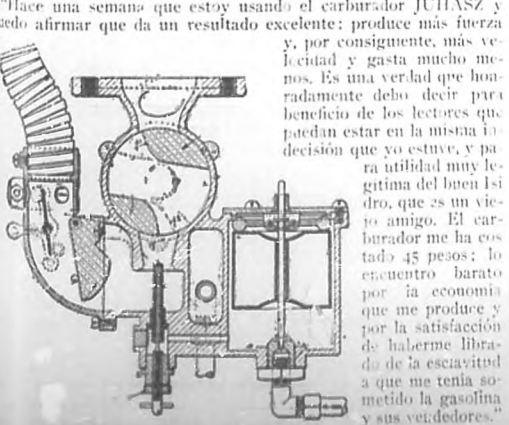 "Hace una semana que estoy usando el carburador JUHASZ y
puedo afirmar que da un resultado excelente: produce más fuerza
y, por consiguiente, más ve-
locidad y gasta mucho me-
nos. Es una verdad que hon-
radamente debo decir para
beneficio de los lectores que
puedan estar en la misma in-
decisión que yo estuve, y pa-
ra utilidad muy le-
gítima del buen Isi
dro, que es un vie-
jo amigo. El car-
burador me ha cos
tado 45 pesos; lo
encuentro barato
por la economía
que me produce y
por la satisfacción
de haberme libra-
do de la esclavitud
a que me tenía so-
metido la gasolina
y sus vendedores."